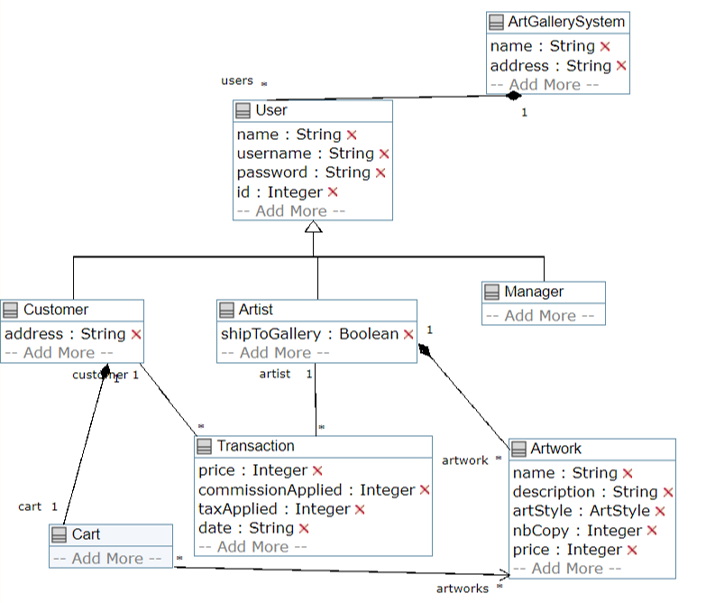 ArtGallerySystem
name : String X
address : String X
-- Add More --
users *
1
User
name : String X
username : String X
password : String X
id : Integer X
-- Add More --
Customer
address : String X
-- Add More --
Artist
shipToGallery : Boolean X
-- Add More --
Manager
-- Add More --
1
customer 1
artist 1
*
*
Transaction
price : Integer X
commissionApplied : Integer X
taxApplied : Integer X
date : String X
-- Add More --
artwork *
Artwork
name : String X
description : String X
artStyle : ArtStyle X
nbCopy : Integer X
price : Integer X
-- Add More --
cart 1
Cart
-- Add More --
*
artworks *